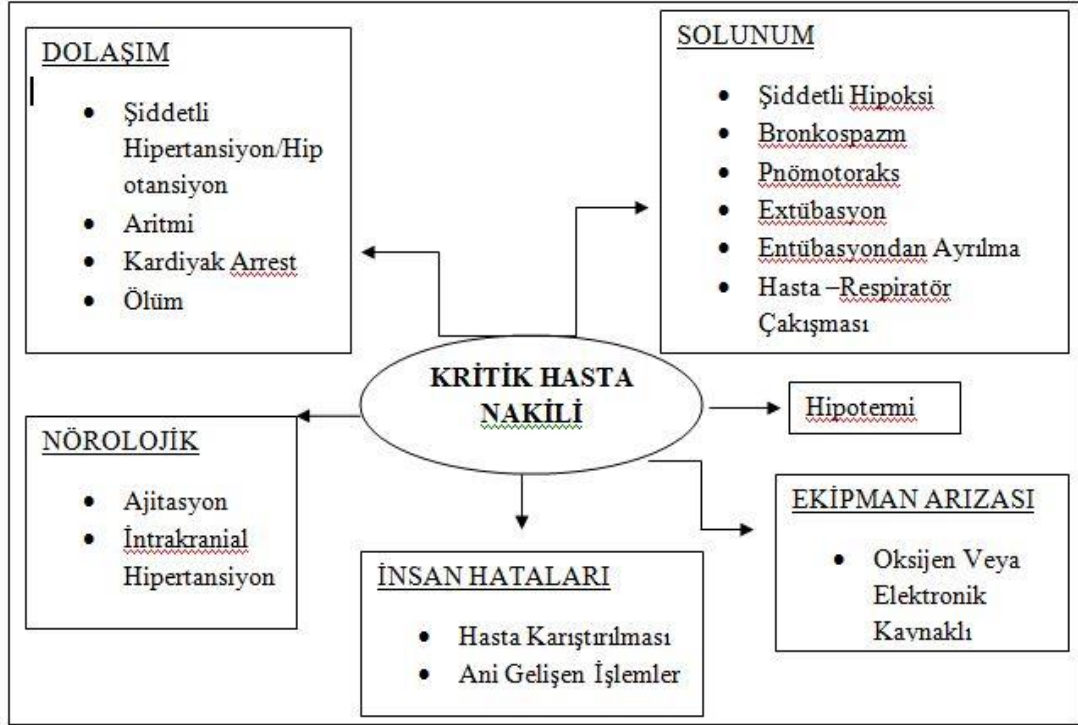 DOLAŞIM
• Şiddetli
Hipertansiyon/Hip
otansiyon
• Aritmi
• Kardiyak Arrest
• Ölüm
SOLUNUM
• Şiddetli Hipoksi
• Bronkospazm
• Pnömotoraks
• Extübasyon
• Entübasyondan Ayrılma
• Hasta –Respiratör
Çakışması
KRİTİK HASTA
NAKİLİ
Hipotermi
NÖROLOJİK
• Ajitasyon
• İntrakranial
Hipertansiyon
İNSAN HATALARI
• Hasta Karıştırılması
• Ani Gelişen İşlemler
EKİPMAN ARIZASI
• Oksijen Veya
Elektronik
Kaynaklı